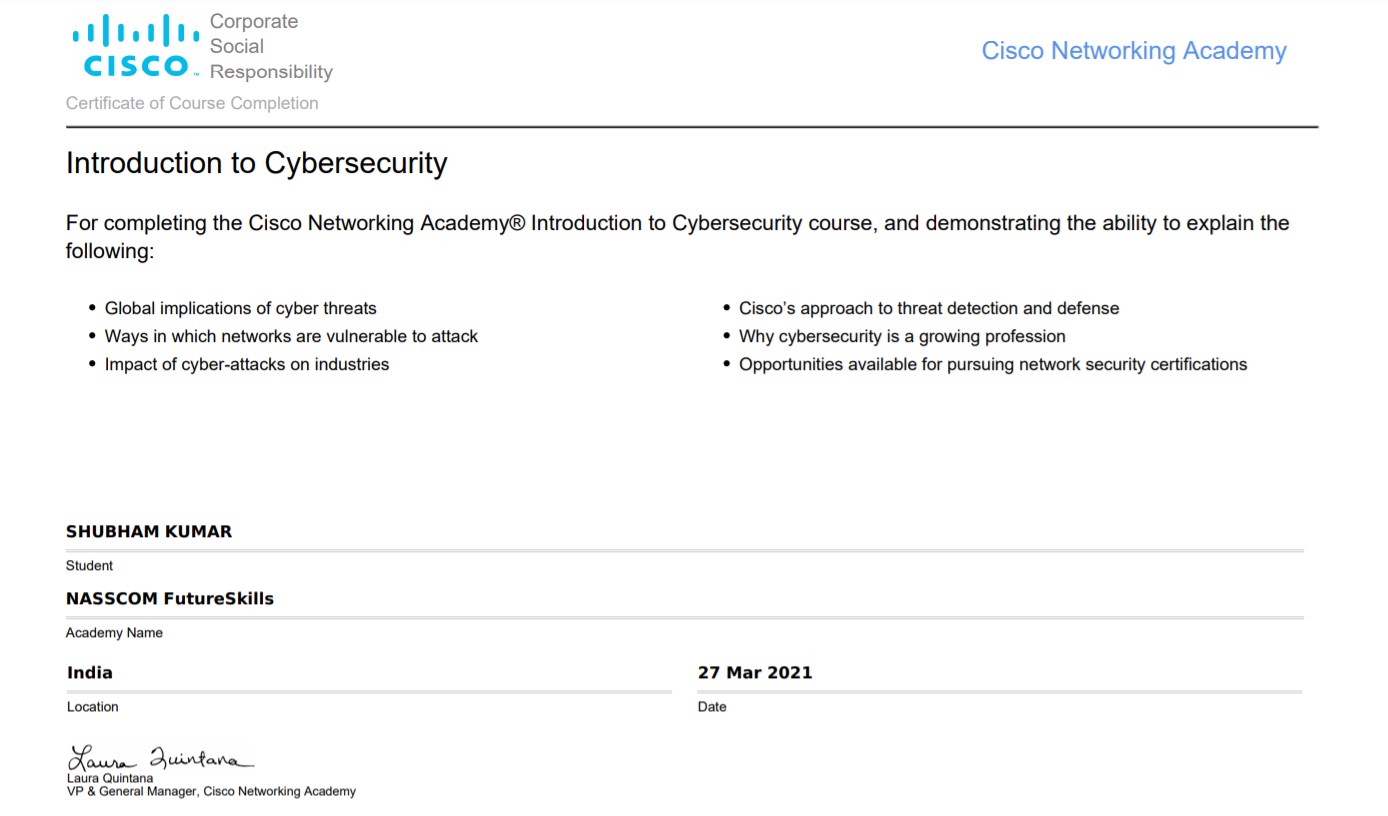 Corporate
Social
Responsibility
CISCO™
Cisco Networking Academy
Certificate of Course Completion
Introduction to Cybersecurity
For completing the Cisco Networking Academy® Introduction to Cybersecurity course, and demonstrating the ability to explain the
following:
• Global implications of cyber threats
• Ways in which networks are vulnerable to attack
• Impact of cyber-attacks on industries
• Cisco's approach to threat detection and defense
• Why cybersecurity is a growing profession
• Opportunities available for pursuing network security certifications
SHUBHAM KUMAR
Student
NASSCOM FutureSkills
Academy Name
India
Location
27 Mar 2021
Date
Laura Quintana
Laura Quintana
VP & General Manager, Cisco Networking Academy